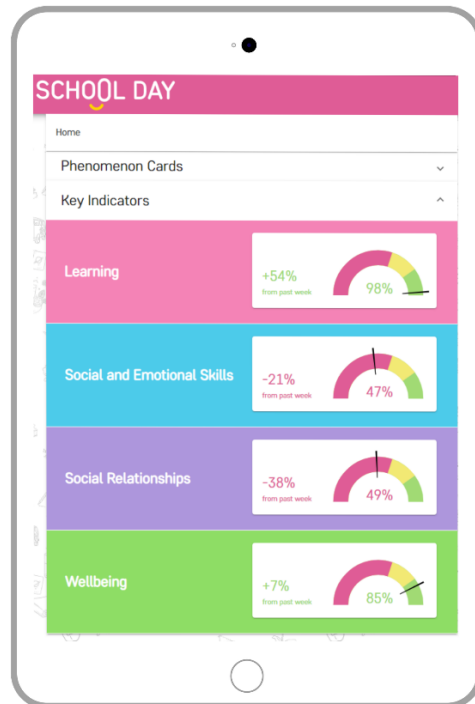 SCHOOL DAY
Home
Phenomenon Cards
Key Indicators
Learning
+54%
from past week
98%
Social and Emotional Skills
-21%
from past week
47%
Social Relationships
-38%
from past week
49%
Wellbeing
+7%
from past week
85%